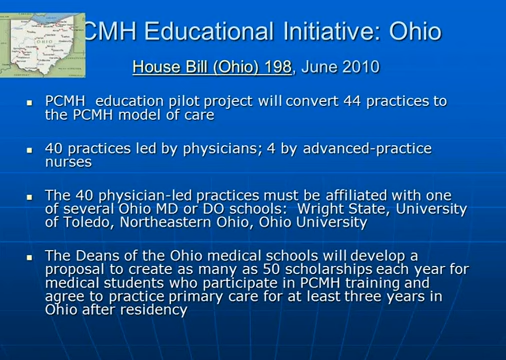 CMH Educational Initiative: Ohio
House Bill (Ohio) 198, June 2010
PCMH education pilot project will convert 44 practices to
the PCMH model of care
40 practices led by physicians; 4 by advanced-practice
nurses
The 40 physician-led practices must be affiliated with one
of several Ohio MD or DO schools: Wright State, University
of Toledo, Northeastern Ohio, Ohio University
The Deans of the Ohio medical schools will develop a
proposal to create as many as 50 scholarships each year for
medical students who participate in PCMH training and
agree to practice primary care for at least three years in
Ohio after residency